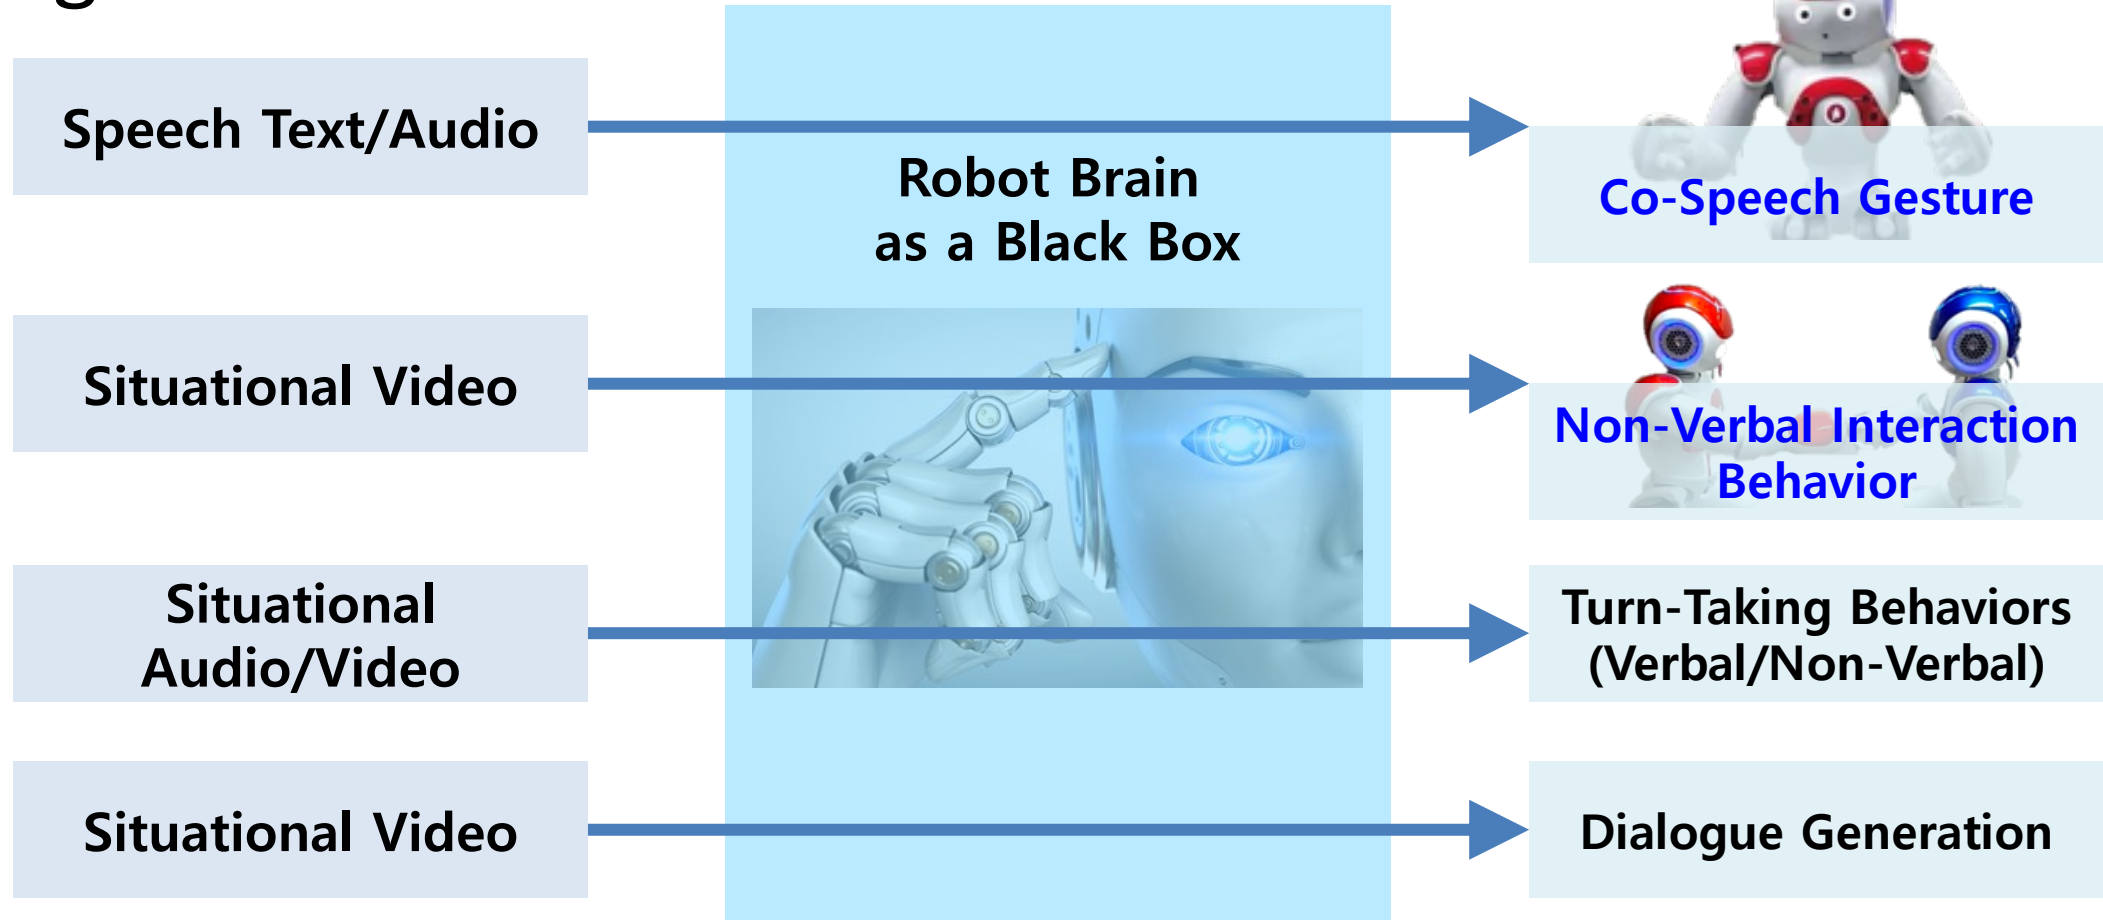 Speech Text/Audio
Robot Brain
as a Black Box
Co-Speech Gesture
Situational Video
Non-Verbal Interaction
Behavior
Situational
Audio/Video
Turn-Taking Behaviors
(Verbal/Non-Verbal)
Situational Video
Dialogue Generation